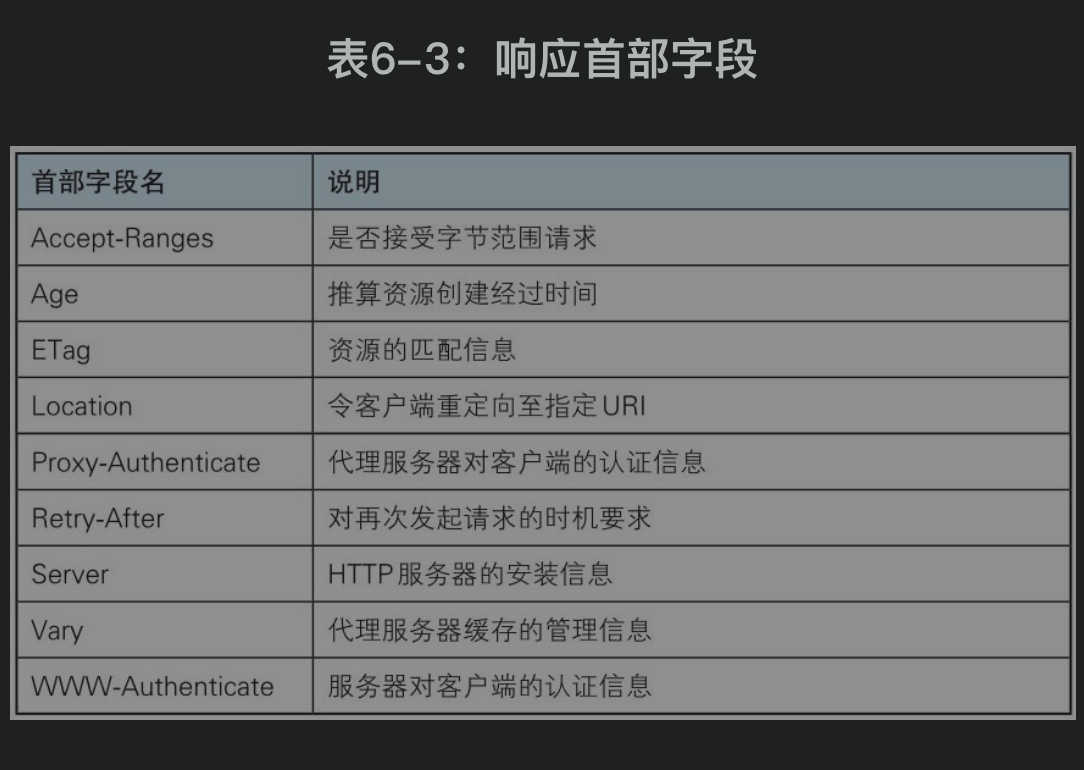 表6-3：响应首部字段
首部字段名 说明
Accept-Ranges 是否接受字节范围请求
Age 推算资源创建经过时间
ETag 资源的匹配信息
Location 令客户端重定向至指定URI
Proxy-Authenticate 代理服务器对客户端的认证信息
Retry-After 对再次发起请求的时机要求
Server HTTP服务器的安装信息
Vary 代理服务器缓存的管理信息
WWW-Authenticate 服务器对客户端的认证信息